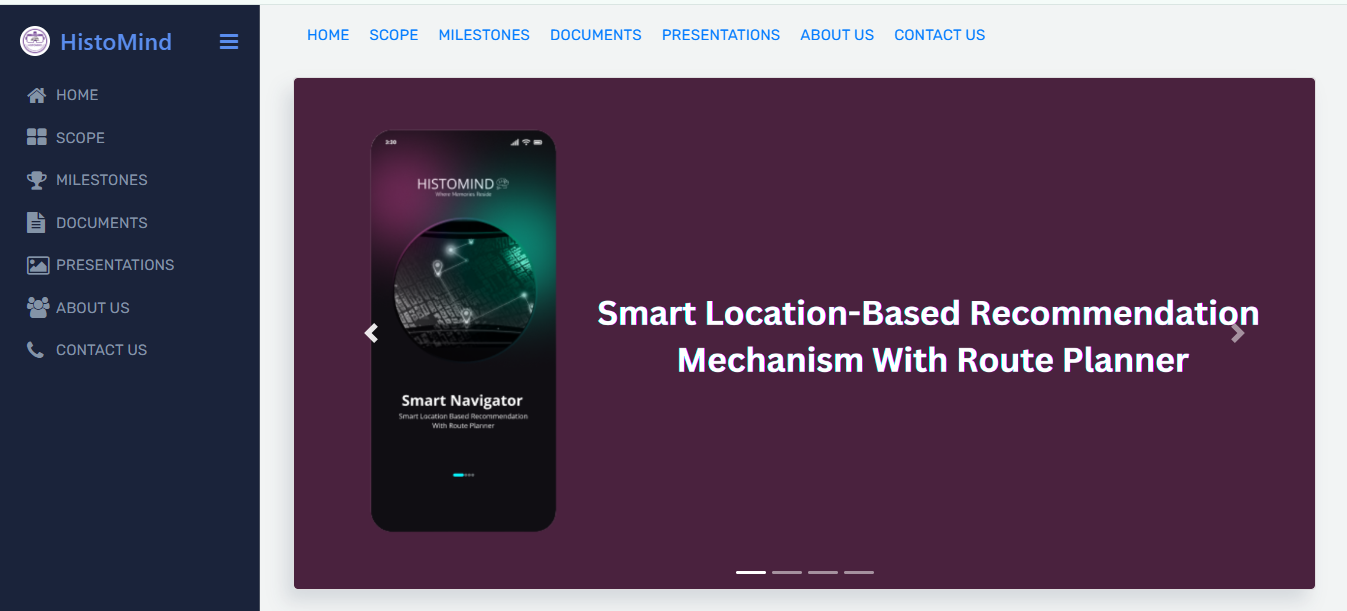 HistoMind
HOME
SCOPE
MILESTONES
DOCUMENTS
PRESENTATIONS
ABOUT US
CONTACT US
HOME SCOPE MILESTONES DOCUMENTS PRESENTATIONS ABOUT US CONTACT US
3:30
HISTOMIND
Where Memories Reside
Smart Navigator
Smart Location Based Recommendation
With Route Planner
Smart Location-Based Recommendation
Mechanism With Route Planner